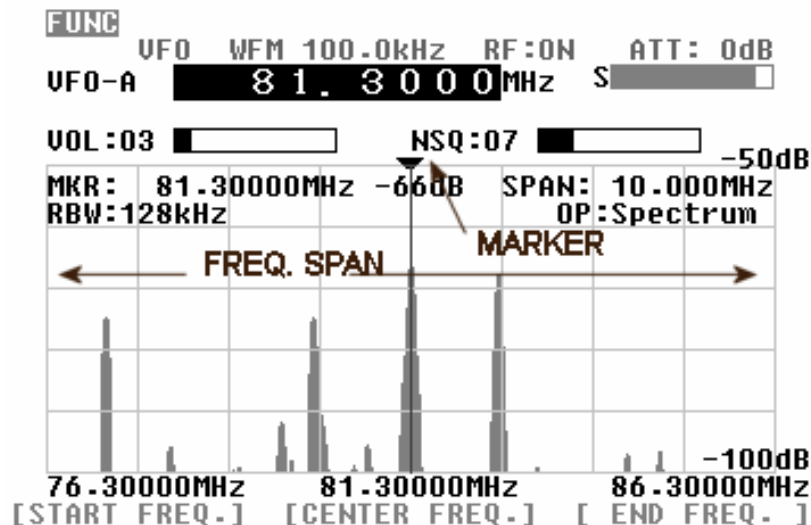 FUNC
VFO WFM 100.0kHz RF:ON ATT: 0dB
VFO-A 81.3000MHz S
VOL:03 NSQ:07
-50dB
MKR: 81.30000MHz -66dB SPAN: 10.000MHz
RBW:128kHz OP:Spectrum
MARKER
FREQ. SPAN
-100dB
76.30000MHz 81.30000MHz 86.30000MHz
[START FREQ.] [CENTER FREQ.] [ END FREQ. ]